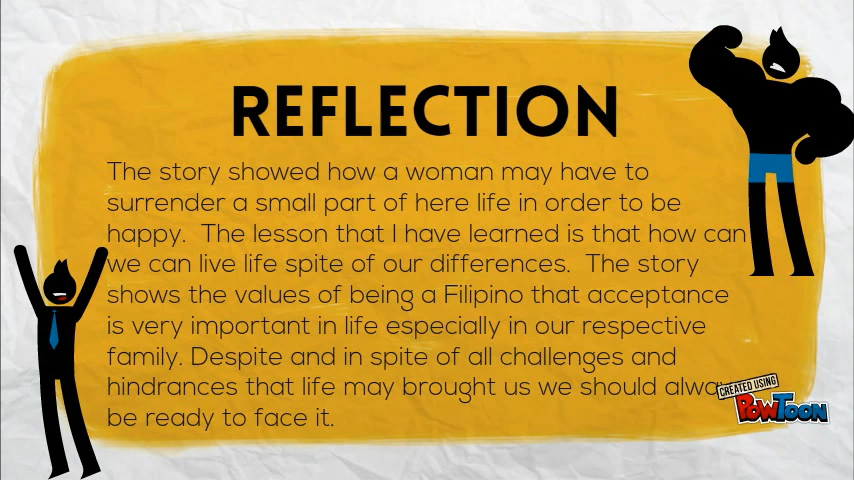 REFLECTION
The story showed how a woman may have to
surrender a small part of here life in order to be
happy. The lesson that I have learned is that how can
we can live life spite of our differences. The story
shows the values of being a Filipino that acceptance
is very important in life especially in our respective
family. Despite and in spite of all challenges and
hindrances that life may brought us we should
be ready to face it.
CREATED USING
POWTOON